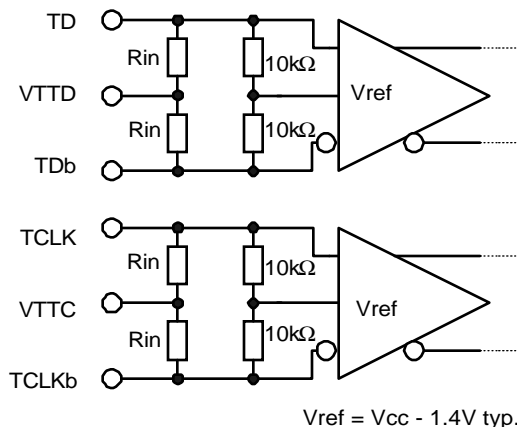 TD
Rin
10kΩ
VTTD
Vref
Rin
10kΩ
TDb
TCLK
Rin
10kΩ
VTTC
Vref
Rin
10kΩ
TCLKb
Vref = Vcc - 1.4V typ.